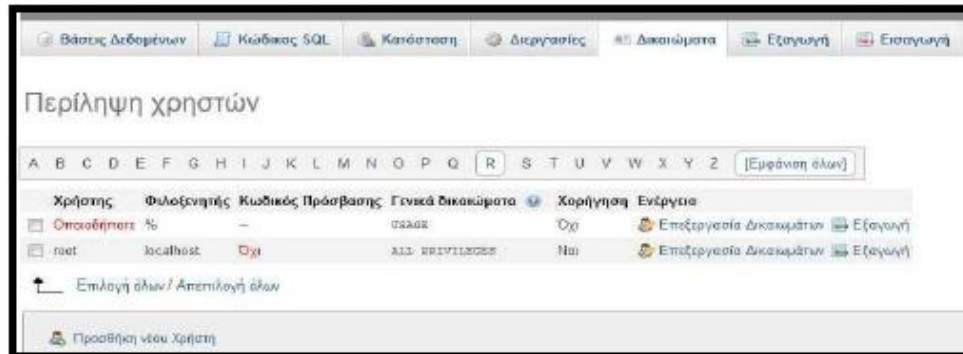 Βάσεις Δεδομένων Κώδικας SQL Κατάσταση Διεργασίες Δικαιώματα Εξαγωγή Εισαγωγή
Περίληψη χρηστών
A B C D E F G H I J K L M N O P Q R S T U V W X Y Z [Εμφάνιση όλων]
Χρήστης Φιλοξενητής Κωδικός Πρόσβασης Γενικά δικαιώματα Χορήγηση Ενέργεια
Οποιοδήποτε % -- USAGE Όχι Επεξεργασία Δικαιωμάτων Εξαγωγή
root localhost Όχι ALL PRIVILEGES Ναι Επεξεργασία Δικαιωμάτων Εξαγωγή
Επιλογή όλων / Απεπιλογή όλων
Προσθήκη νέου Χρήστη